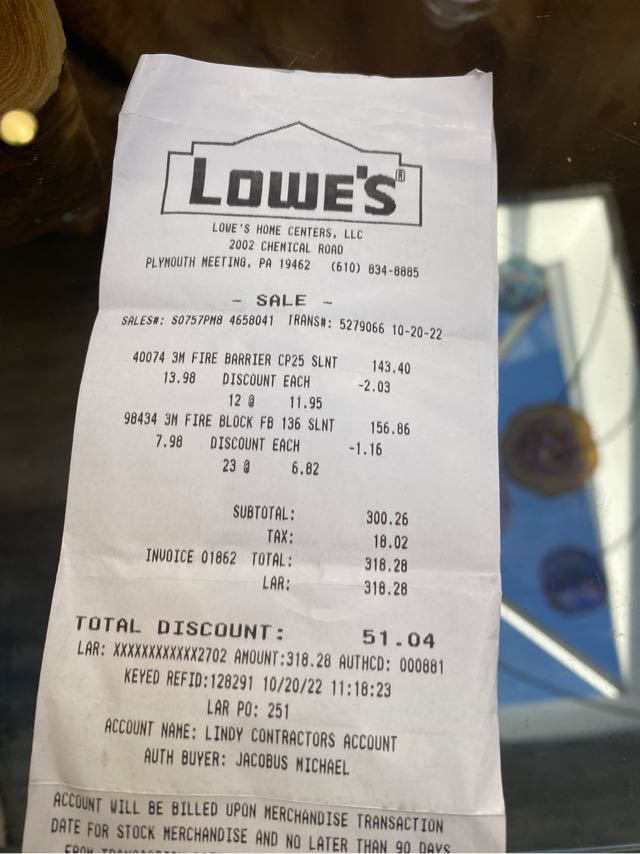 LOWE'S®
LOWE'S HOME CENTERS, LLC
2002 CHEMICAL ROAD
PLYMOUTH MEETING, PA 19462 (610) 834-8885
- SALE -
SALES#: S0757PM8 4658041 TRANS#: 5279066 10-20-22
40074 3M FIRE BARRIER CP25 SLNT 143.40
13.98 DISCOUNT EACH -2.03
12 @ 11.95
98434 3M FIRE BLOCK FB 136 SLNT 156.86
7.98 DISCOUNT EACH -1.16
23 @ 6.82
SUBTOTAL: 300.26
TAX: 18.02
INVOICE 01862 TOTAL: 318.28
LAR: 318.28
TOTAL DISCOUNT: 51.04
LAR: XXXXXXXXXXXX2702 AMOUNT:318.28 AUTHCD: 000881
KEYED REFID:128291 10/20/22 11:18:23
LAR PO: 251
ACCOUNT NAME: LINDY CONTRACTORS ACCOUNT
AUTH BUYER: JACOBUS MICHAEL
ACCOUNT WILL BE BILLED UPON MERCHANDISE TRANSACTION
DATE FOR STOCK MERCHANDISE AND NO LATER THAN 90 DAYS